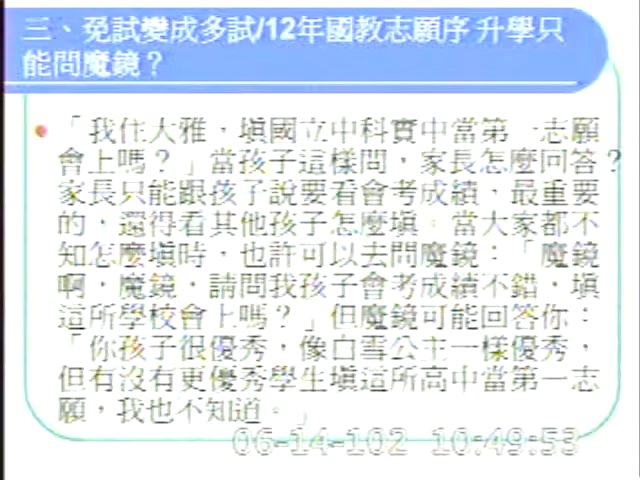 三、免試變成多試/12年國教志願序 升學只
能問魔鏡？
「我住大雅，填國立中科實中當第一志願
會上嗎？」當孩子這樣問，家長怎麼回答？
家長只能跟孩子說要看會考成績，最重要
的，還得看其他孩子怎麼填。當大家都不
知怎麼填時，也許可以去問魔鏡：「魔鏡
啊，魔鏡，請問我孩子會考成績不錯，填
這所學校會上嗎？」但魔鏡可能回答你：
「你孩子很優秀，像白雪公主一樣優秀，
但有沒有更優秀學生填這所高中當第一志
願，我也不知道。」
06-14-102 10:49:53